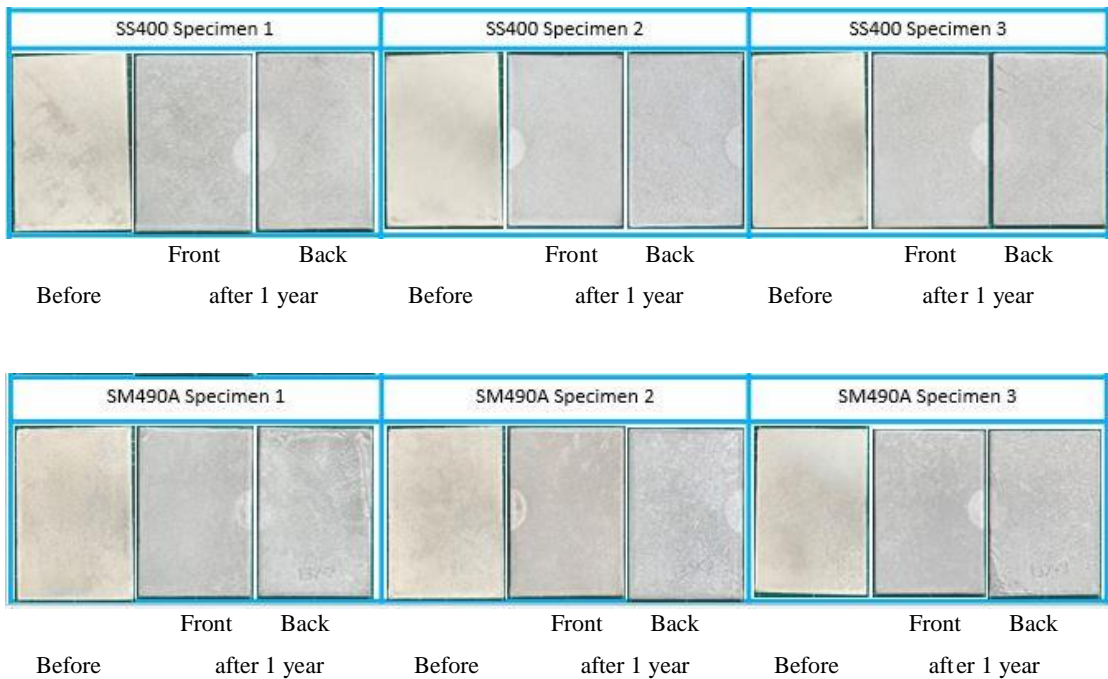 SS400 Specimen 1 SS400 Specimen 2 SS400 Specimen 3
Front Back Front Back Front Back
Before after 1 year Before after 1 year Before after 1 year
SM490A Specimen 1 SM490A Specimen 2 SM490A Specimen 3
Front Back Front Back Front Back
Before after 1 year Before after 1 year Before after 1 year